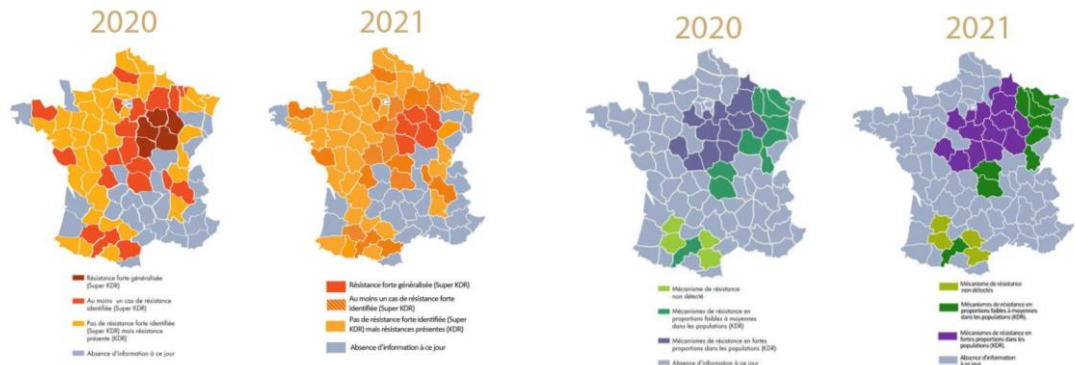 2020
Résistance forte généralisée
(Super KDR)
Au moins un cas de résistance
identifiée (Super KDR)
Pas de résistance forte identifiée
(Super KDR) mais résistance
présente (KDR)
Absence d'information à ce jour
2021
Résistance forte généralisée (Super KDR)
Au moins un cas de résistance forte
identifiée (Super KDR)
Pas de résistance forte identifiée (Super
KDR) mais résistances présentes (KDR)
Absence d'information à ce jour
2020
Mécanisme de résistance
non détecté
Mécanismes de résistance en
proportions faibles à moyennes
dans les populations (KDR)
Mécanismes de résistance en fortes
proportions dans les populations (KDR)
Absence d'information à ce jour
2021
Mécanisme de résistance
non détectés
Mécanismes de résistance en
proportions faibles à moyennes
dans les populations (KDR).
Mécanismes de résistance en
fortes proportions dans les
populations (KDR).
Absence d'information
à ce jour